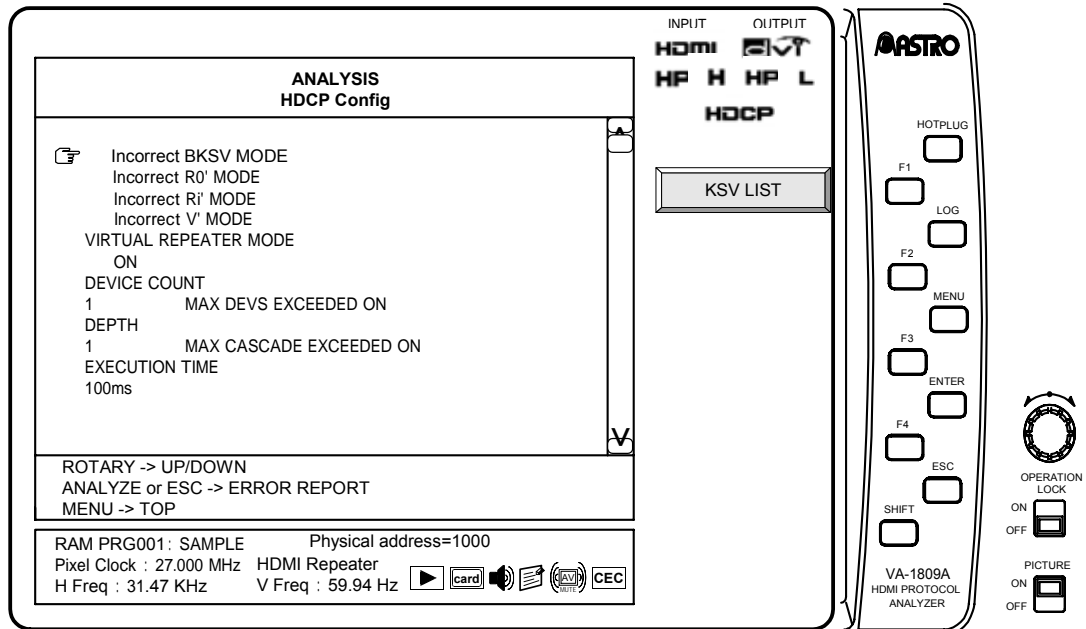 ANALYSIS
HDCP Config
Incorrect BKSV MODE
Incorrect R0' MODE
Incorrect Ri' MODE
Incorrect V' MODE
VIRTUAL REPEATER MODE
ON
DEVICE COUNT
1 MAX DEVS EXCEEDED ON
DEPTH
1 MAX CASCADE EXCEEDED ON
EXECUTION TIME
100ms
ROTARY -> UP/DOWN
ANALYZE or ESC -> ERROR REPORT
MENU -> TOP
RAM PRG001: SAMPLE Physical address=1000
Pixel Clock : 27.000 MHz HDMI Repeater
H Freq : 31.47 KHz V Freq : 59.94 Hz
card
AV
MUTE
CEC
INPUT OUTPUT
HDMI DVI
HP H HP L
HDCP
KSV LIST
ASTRO
HOTPLUG
F1
LOG
F2
MENU
F3
ENTER
F4
ESC
SHIFT
VA-1809A
HDMI PROTOCOL
ANALYZER
OPERATION
LOCK
ON
OFF
PICTURE
ON
OFF